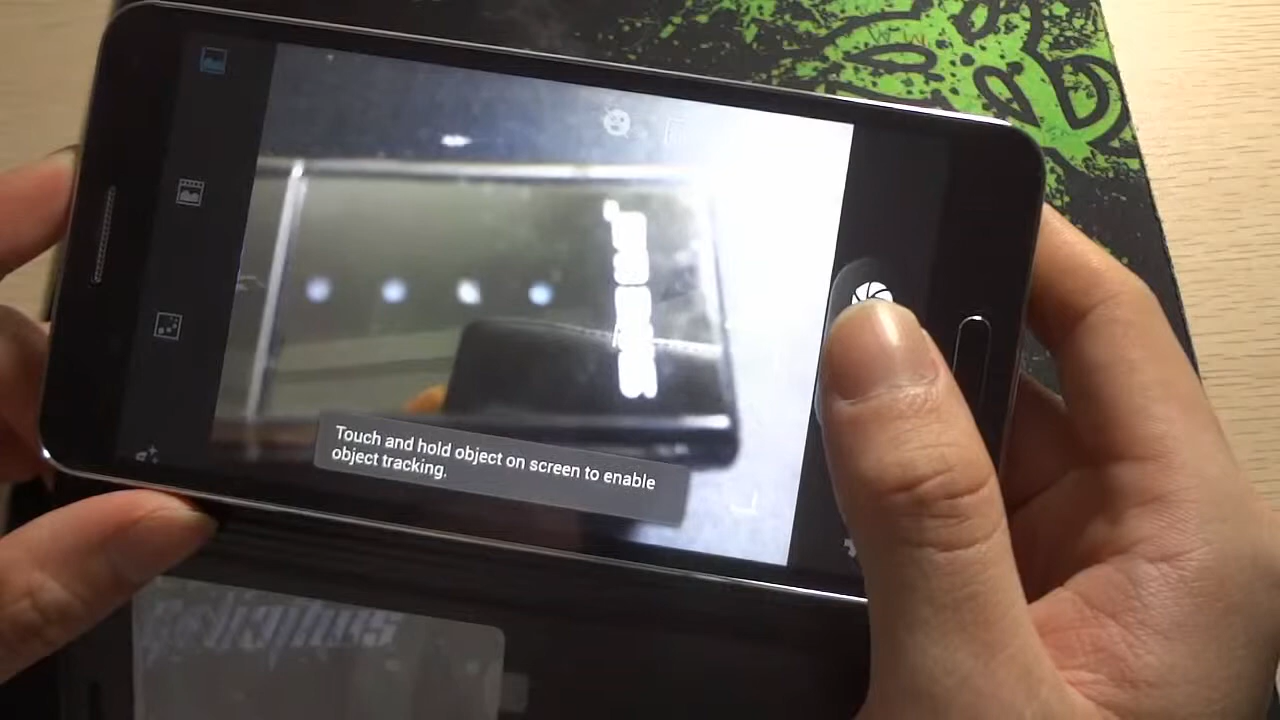 Touch and hold object on screen to enable
object tracking.